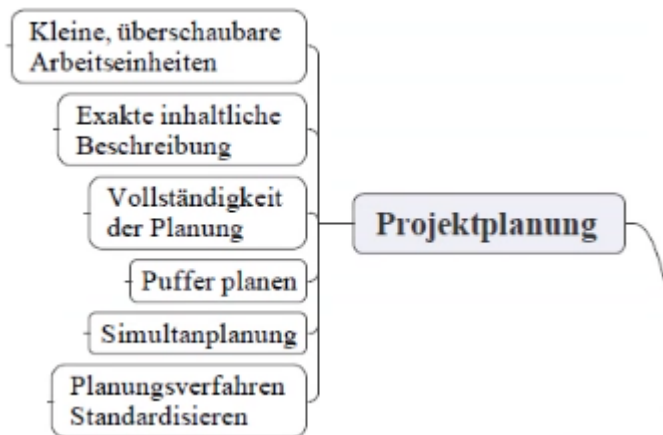 Kleine, überschaubare
Arbeitseinheiten
Exakte inhaltliche
Beschreibung
Vollständigkeit
der Planung
Puffer planen
Simultanplanung
Planungsverfahren
Standardisieren
Projektplanung